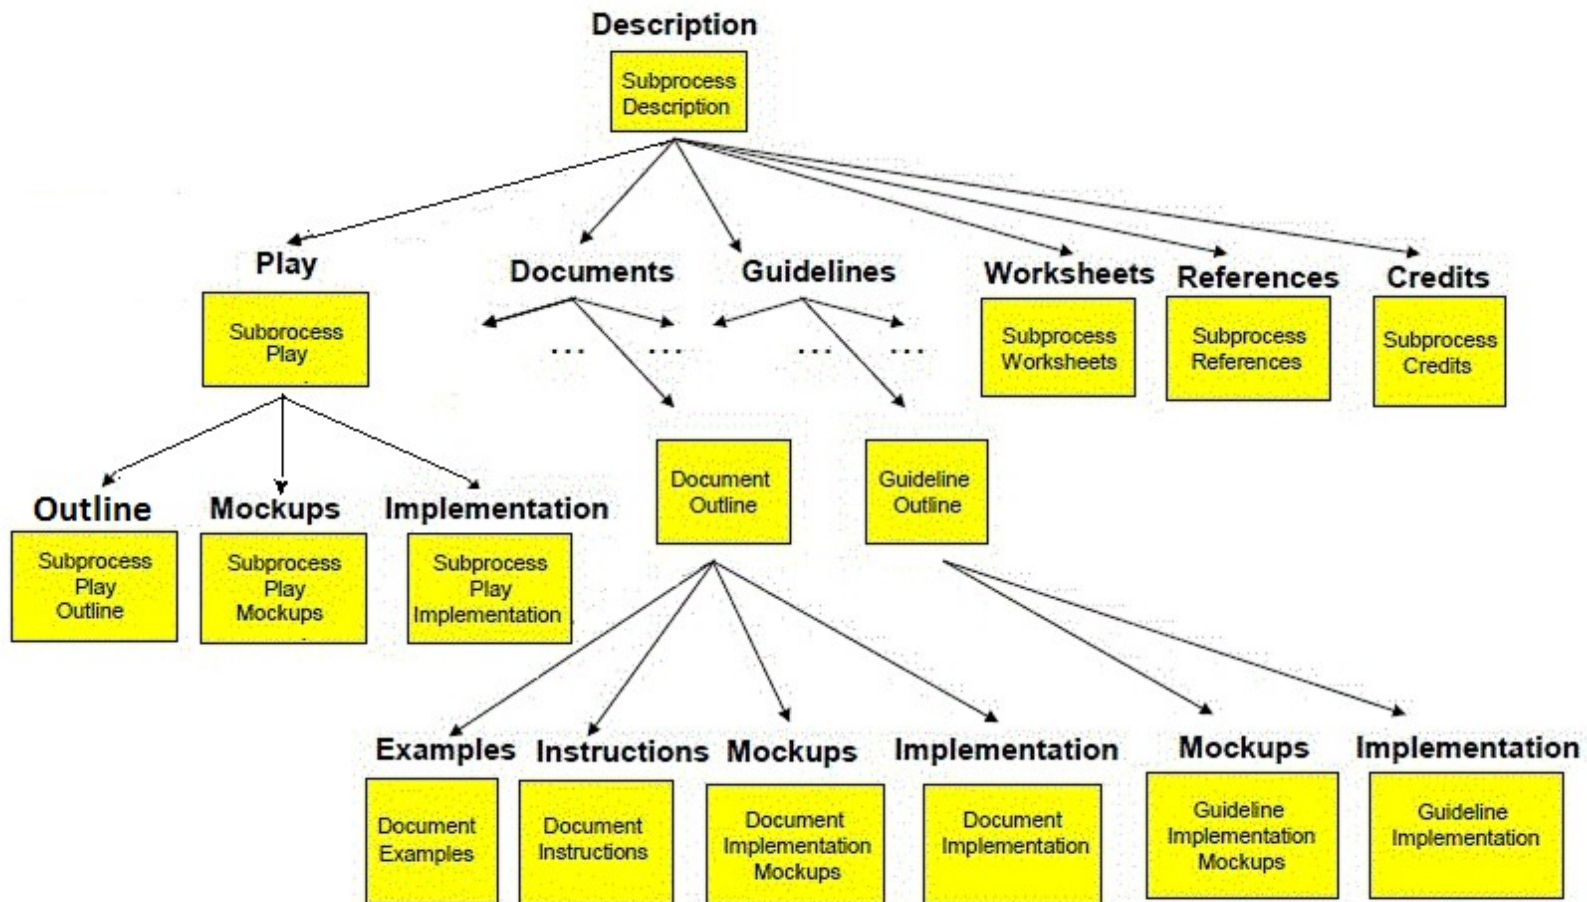 Description
Subprocess
Description
Play
Documents
Guidelines
Worksheets
References
Credits
Subprocess
Play
...
...
...
...
Subprocess
Worksheets
Subprocess
References
Subprocess
Credits
Document
Outline
Guideline
Outline
Outline
Mockups
Implementation
Subprocess
Play
Outline
Subprocess
Play
Mockups
Subprocess
Play
Implementation
Examples
Instructions
Mockups
Implementation
Mockups
Implementation
Document
Examples
Document
Instructions
Document
Implementation
Mockups
Document
Implementation
Guideline
Implementation
Mockups
Guideline
Implementation